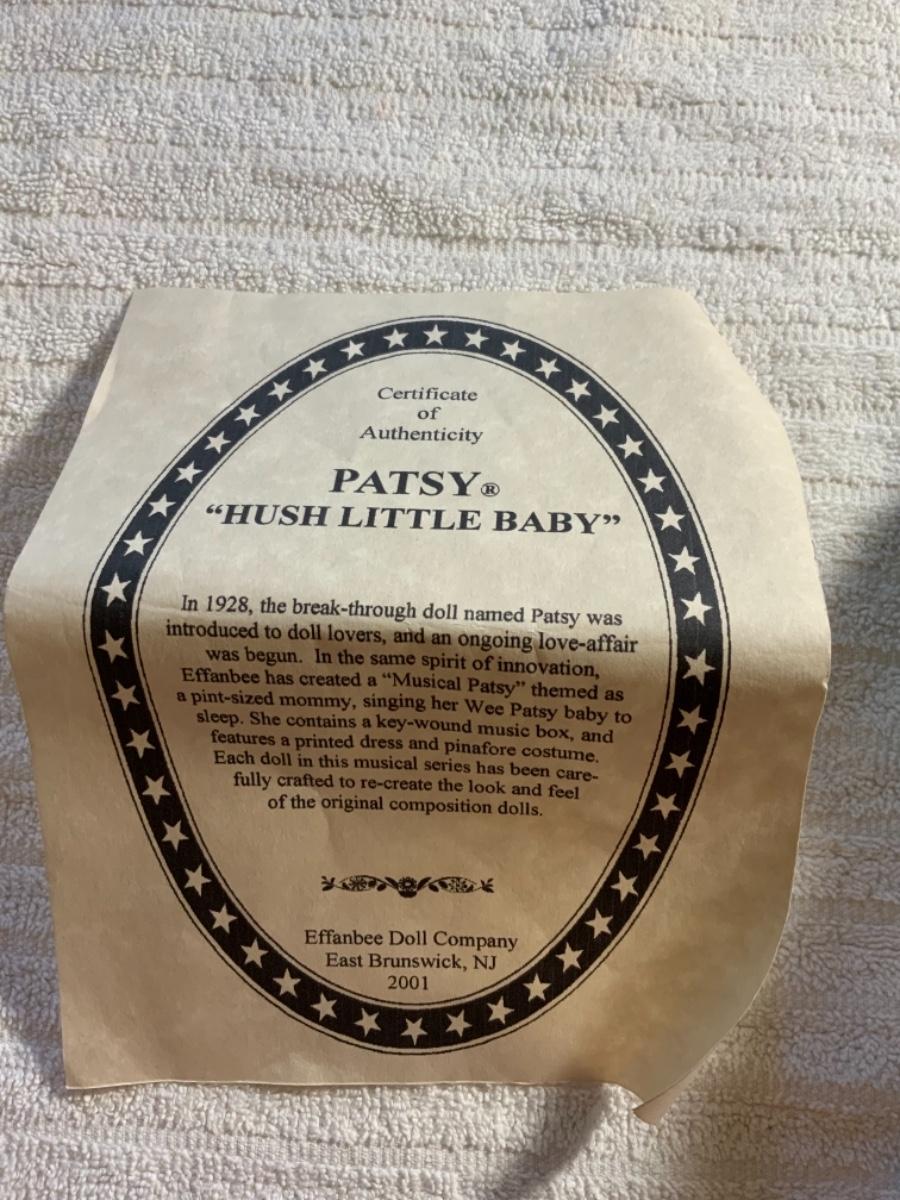 Certificate
of
Authenticity
PATSY®
“HUSH LITTLE BABY”
In 1928, the break-through doll named Patsy was
introduced to doll lovers, and an ongoing love-affair
was begun. In the same spirit of innovation,
Effanbee has created a “Musical Patsy” themed as
a pint-sized mommy, singing her Wee Patsy baby to
sleep. She contains a key-wound music box, and
features a printed dress and pinafore costume.
Each doll in this musical series has been care-
fully crafted to re-create the look and feel
of the original composition dolls.
Effanbee Doll Company
East Brunswick, NJ
2001